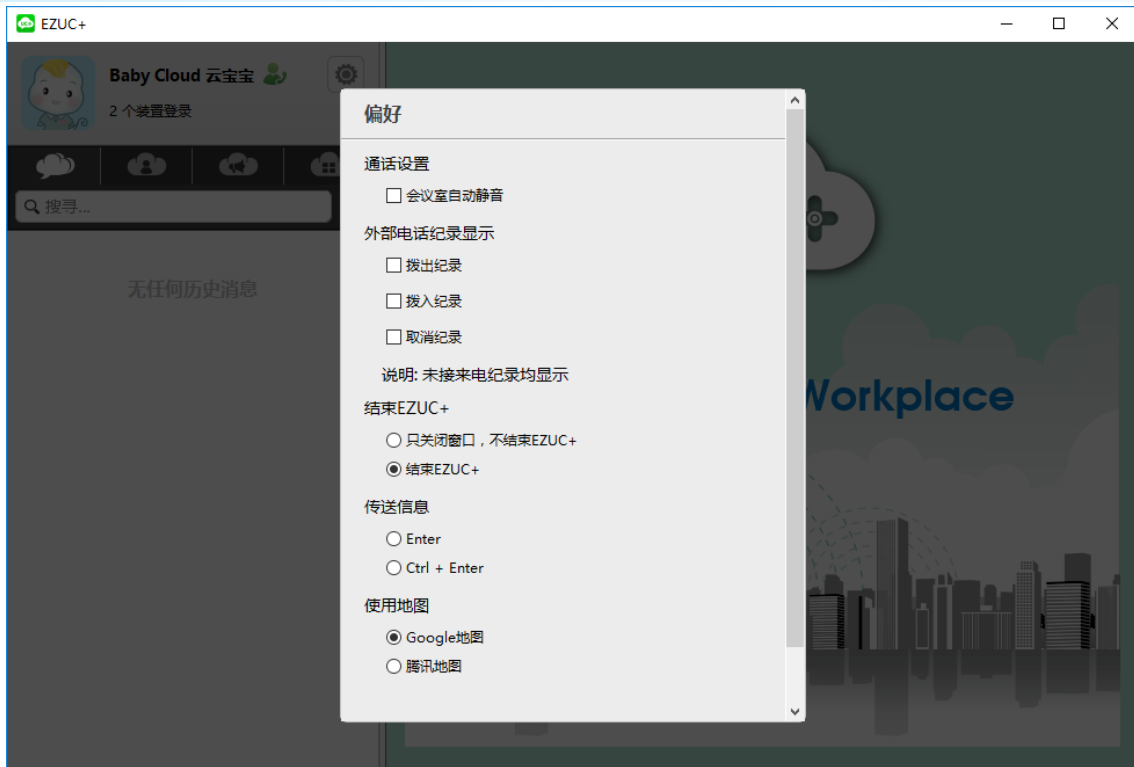 EZUC+
Baby Cloud 云宝宝
2 个装置登录
搜寻...
无任何历史消息
偏好
通话设置
会议室自动静音
外部电话纪录显示
拨出纪录
拨入纪录
取消纪录
说明: 未接来电纪录均显示
结束EZUC+
只关闭窗口，不结束EZUC+
结束EZUC+
传送信息
Enter
Ctrl + Enter
使用地图
Google地图
腾讯地图
Workplace